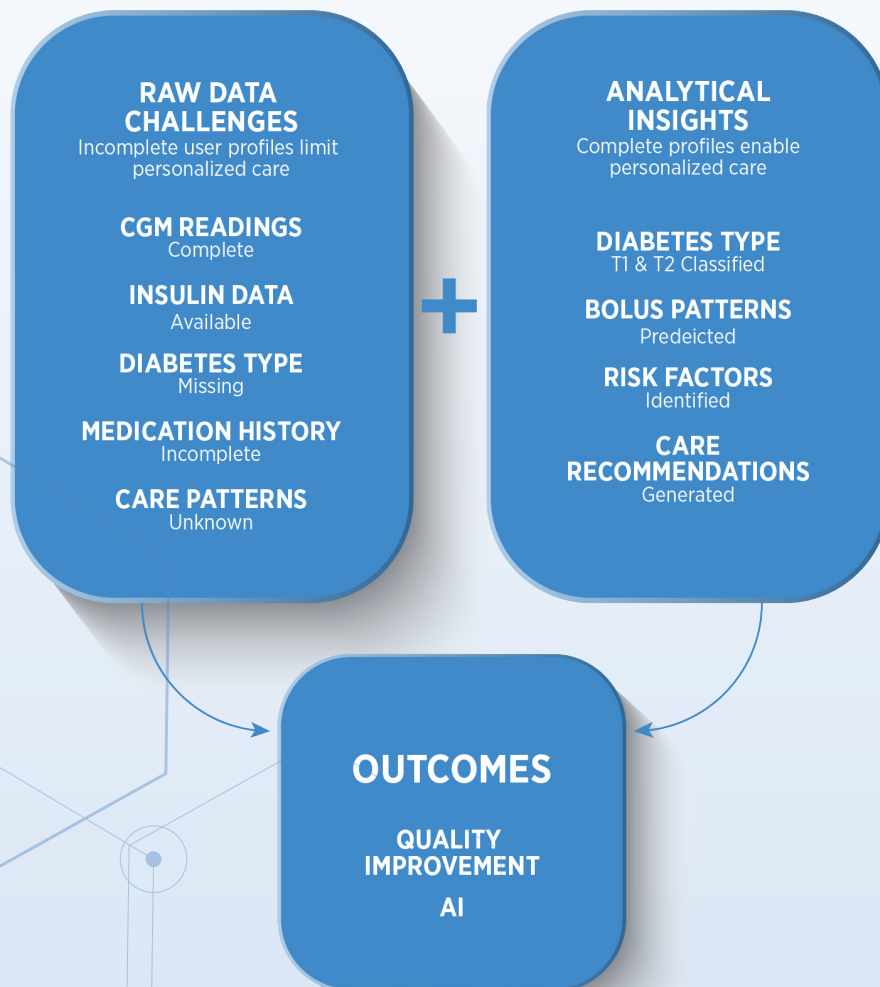 RAW DATA
CHALLENGES
Incomplete user profiles limit
personalized care
CGM READINGS
Complete
INSULIN DATA
Available
DIABETES TYPE
Missing
MEDICATION HISTORY
Incomplete
CARE PATTERNS
Unknown
+
ANALYTICAL
INSIGHTS
Complete profiles enable
personalized care
DIABETES TYPE
T1 & T2 Classified
BOLUS PATTERNS
Predeicted
RISK FACTORS
Identified
CARE
RECOMMENDATIONS
Generated
OUTCOMES
QUALITY
IMPROVEMENT
AI